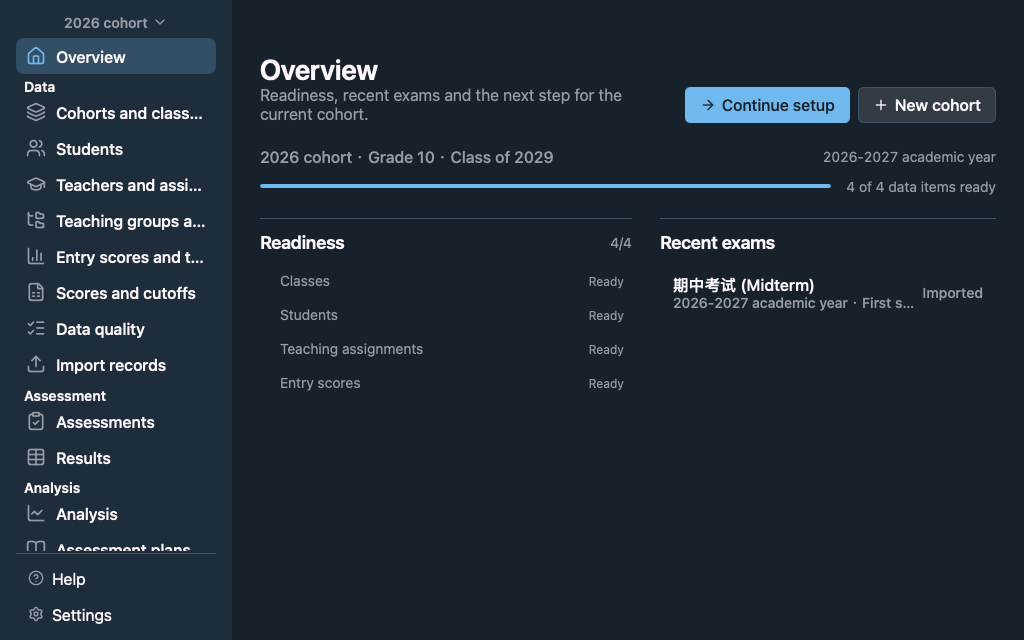 2026 cohort
Overview
Data
Cohorts and class...
Students
Teachers and assi...
Teaching groups a...
Entry scores and t...
Scores and cutoffs
Data quality
Import records
Assessment
Assessments
Results
Analysis
Analysis
Assessment plans
Help
Settings
Overview
Readiness, recent exams and the next step for the
current cohort.
Continue setup
New cohort
2026 cohort · Grade 10 · Class of 2029
2026-2027 academic year
4 of 4 data items ready
Readiness 4/4
Classes Ready
Students Ready
Teaching assignments Ready
Entry scores Ready
Recent exams
期中考试 (Midterm)
2026-2027 academic year · First s...
Imported